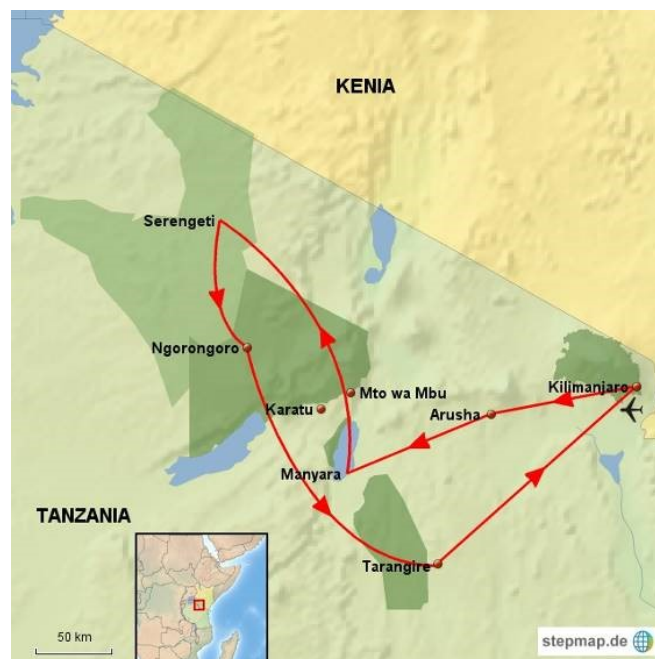 KENIA
Serengeti
Ngorongoro
Kilimanjaro
Mto wa Mbu
Karatu
Arusha
Manyara
TANZANIA
Tarangire
50 km
stepmap.de